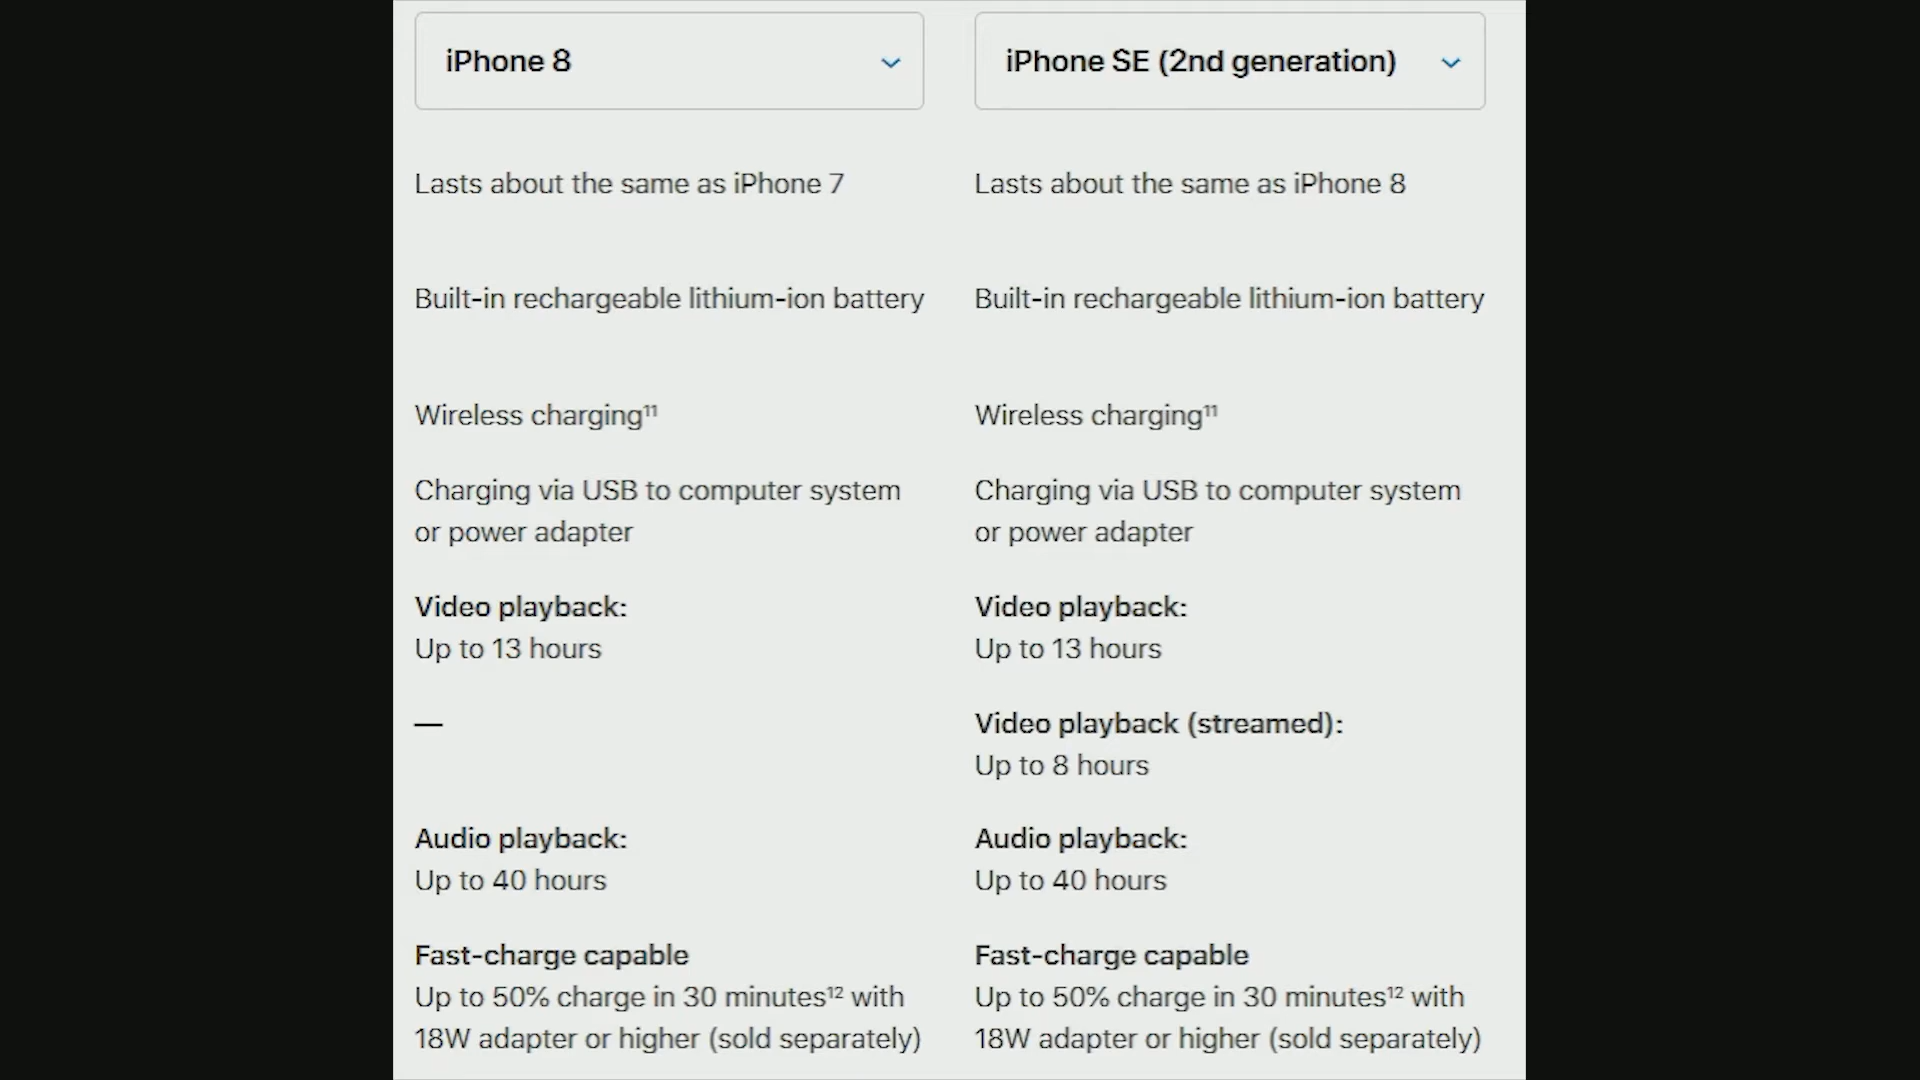 iPhone 8
iPhone SE (2nd generation)
Lasts about the same as iPhone 7
Lasts about the same as iPhone 8
Built-in rechargeable lithium-ion battery
Built-in rechargeable lithium-ion battery
Wireless charging¹¹
Wireless charging¹¹
Charging via USB to computer system
or power adapter
Charging via USB to computer system
or power adapter
Video playback:
Up to 13 hours
Video playback:
Up to 13 hours
—
Video playback (streamed):
Up to 8 hours
Audio playback:
Up to 40 hours
Audio playback:
Up to 40 hours
Fast-charge capable
Up to 50% charge in 30 minutes¹² with
18W adapter or higher (sold separately)
Fast-charge capable
Up to 50% charge in 30 minutes¹² with
18W adapter or higher (sold separately)